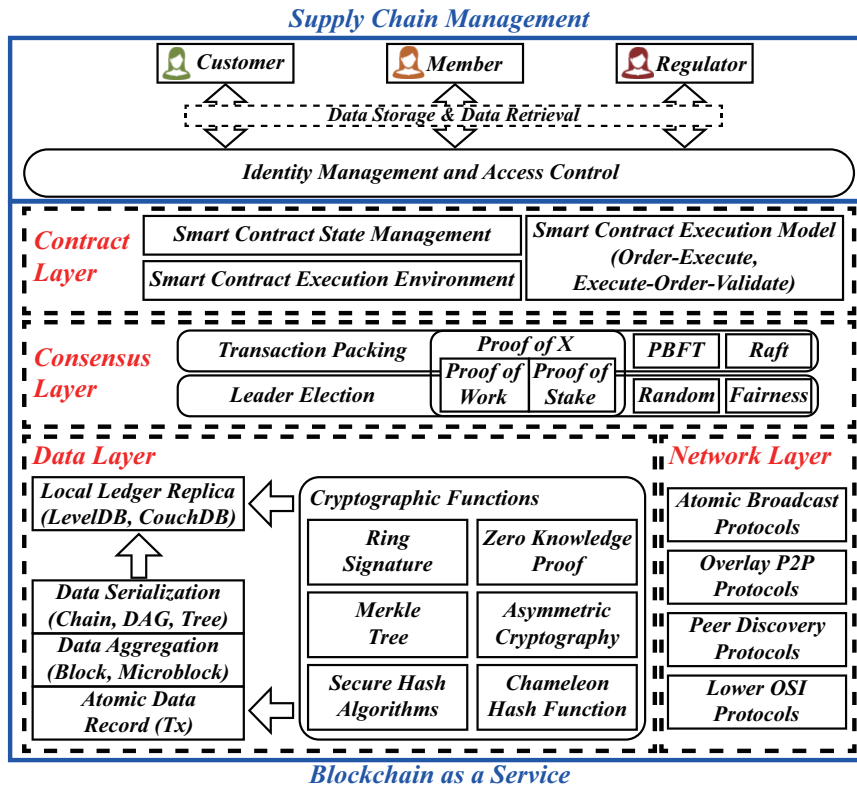 Supply Chain Management
Customer
Member
Regulator
Data Storage & Data Retrieval
Identity Management and Access Control
Contract
Layer
Smart Contract State Management
Smart Contract Execution Environment
Smart Contract Execution Model
(Order-Execute,
Execute-Order-Validate)
Consensus
Layer
Transaction Packing
Leader Election
Proof of X
Proof of
Work
Proof of
Stake
PBFT
Raft
Random
Fairness
Data Layer
Local Ledger Replica
(LevelDB, CouchDB)
Data Serialization
(Chain, DAG, Tree)
Data Aggregation
(Block, Microblock)
Atomic Data
Record (Tx)
Cryptographic Functions
Ring
Signature
Zero Knowledge
Proof
Merkle
Tree
Asymmetric
Cryptography
Secure Hash
Algorithms
Chameleon
Hash Function
Network Layer
Atomic Broadcast
Protocols
Overlay P2P
Protocols
Peer Discovery
Protocols
Lower OSI
Protocols
Blockchain as a Service